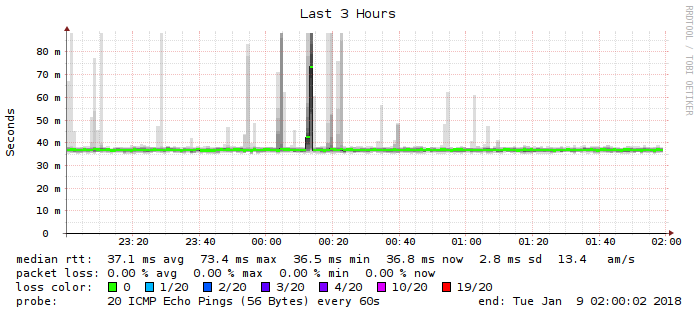 Last 3 Hours
RRDTOOL / TOBI OETIKER
Seconds
80 m
70 m
60 m
50 m
40 m
30 m
20 m
10 m
0
23:20 23:40 00:00 00:20 00:40 01:00 01:20 01:40 02:00
median rtt: 37.1 ms avg 73.4 ms max 36.5 ms min 36.8 ms now 2.8 ms sd 13.4 am/s
packet loss: 0.00 % avg 0.00 % max 0.00 % min 0.00 % now
loss color: 0 1/20 2/20 3/20 4/20 10/20 19/20
probe: 20 ICMP Echo Pings (56 Bytes) every 60s end: Tue Jan 9 02:00:02 2018